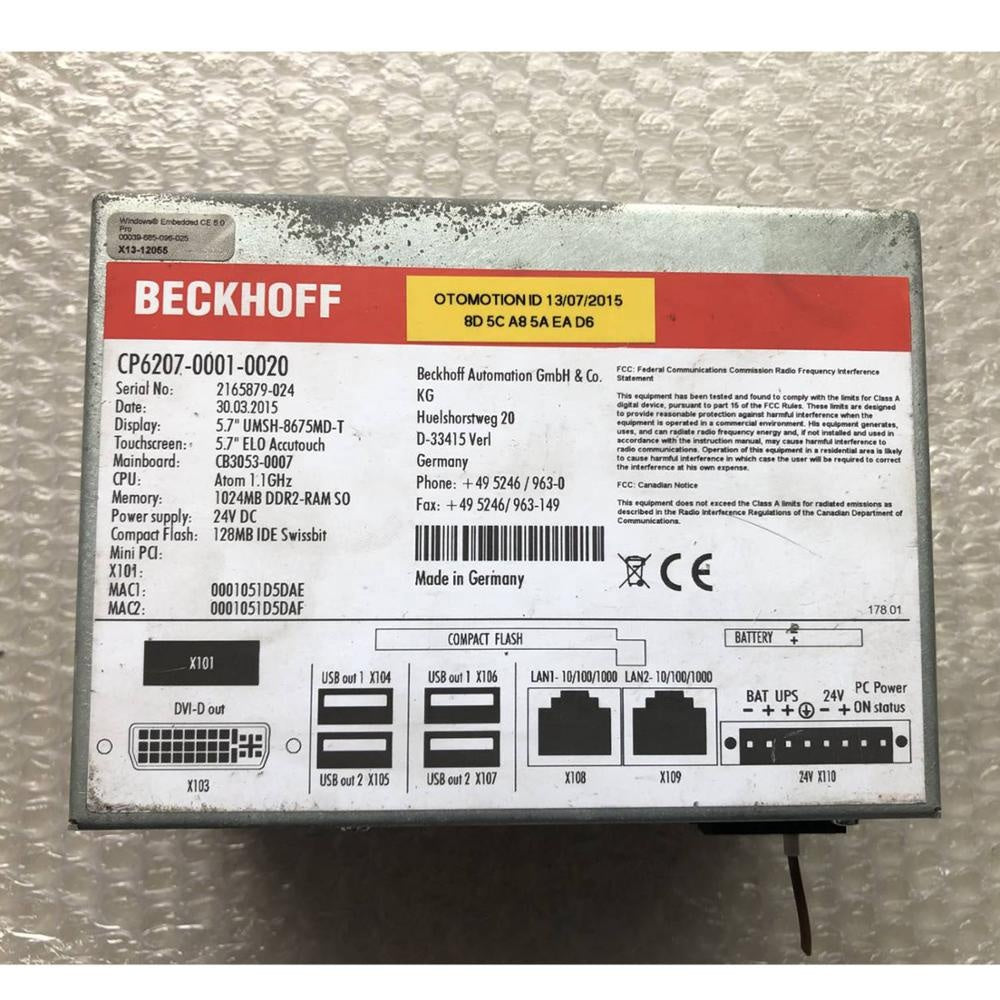 Windows® Embedded CE 6.0
Pro
00039-685-096-025
X13-12055
BECKHOFF
OTOMOTION ID 13/07/2015
8D 5C A8 5A EA D6
CP6207-0001-0020
Serial No: 2165879-024
Date: 30.03.2015
Display: 5.7" UMSH-8675MD-T
Touchscreen: 5.7" ELO Accutouch
Mainboard: CB3053-0007
CPU: Atom 1.1GHz
Memory: 1024MB DDR2-RAM SO
Power supply: 24V DC
Compact Flash: 128MB IDE Swissbit
Mini PCI:
X101:
MAC1: 0001051D5DAE
MAC2: 0001051D5DAF
Beckhoff Automation GmbH & Co.
KG
Huelshorstweg 20
D-33415 Verl
Germany
Phone: +49 5246 / 963-0
Fax: +49 5246/ 963-149
Made in Germany
FCC: Federal Communications Commission Radio Frequency Interference
Statement
This equipment has been tested and found to comply with the limits for Class A
digital device, pursuant to part 15 of the FCC Rules. These limits are designed
to provide reasonable protection against harmful interference when the
equipment is operated in a commercial environment. His equipment generates,
uses, and can radiate radio frequency energy and, if not installed and used in
accordance with the instruction manual, may cause harmful interference to
radio communications. Operation of this equipment in a residential area is likely
to cause harmful interference in which case the user will be required to correct
the interference at his own expense.
FCC: Canadian Notice
This equipment does not exceed the Class A limits for radiated emissions as
described in the Radio Interference Regulations of the Canadian Department of
Communications.
CE
178.01
COMPACT FLASH
BATTERY +
X101
DVI-D out
X103
USB out 1 X104
USB out 2 X105
USB out 1 X106
USB out 2 X107
LAN1- 10/100/1000
X108
LAN2- 10/100/1000
X109
BAT UPS 24V PC Power
- + + - + ON status
24V X110